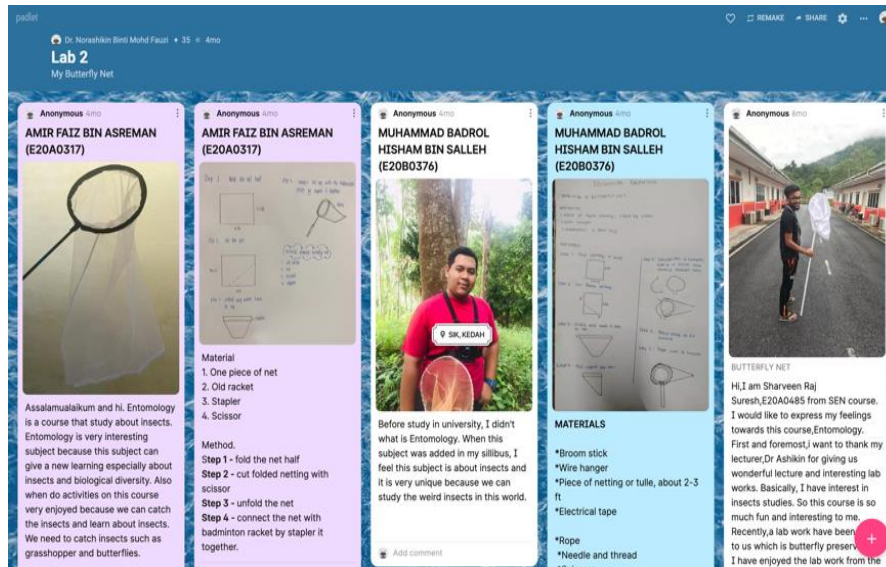 padlet
REMAKE
SHARE
Dr. Norashikin Binti Mohd Fauzi • 35 • 4mo
Lab 2
My Butterfly Net
Anonymous 4mo
AMIR FAIZ BIN ASREMAN
(E20A0317)
Assalamualaikum and hi. Entomology
is a course that study about insects.
Entomology is very interesting
subject because this subject can
give a new learning especially about
insects and biological diversity. Also
when do activities on this course
very enjoyed because we can catch
the insects and learn about insects.
We need to catch insects such as
grasshopper and butterflies.
Anonymous 4mo
AMIR FAIZ BIN ASREMAN
(E20A0317)
Material
1. One piece of net
2. Old racket
3. Stapler
4. Scissor
Method.
Step 1 - fold the net half
Step 2 - cut folded netting with
scissor
Step 3 - unfold the net
Step 4 - connect the net with
badminton racket by stapler it
together.
Anonymous 4mo
MUHAMMAD BADROL
HISHAM BIN SALLEH
(E20B0376)
SIK, KEDAH
Before study in university, I didn't
what is Entomology. When this
subject was added in my sillibus, I
feel this subject is about insects and
it is very unique because we can
study the weird insects in this world.
Add comment
Anonymous 4mo
MUHAMMAD BADROL
HISHAM BIN SALLEH
(E20B0376)
MATERIALS
*Broom stick
*Wire hanger
*Piece of netting or tulle, about 2-3
ft
*Electrical tape
*Rope
*Needle and thread
Anonymous 4mo
BUTTERFLY NET
Hi,I am Sharveen Raj
Suresh,E20A0485 from SEN course.
I would like to express my feelings
towards this course,Entomology.
First and foremost,i want to thank my
lecturer,Dr Ashikin for giving us
wonderful lecture and interesting lab
works. Basically, I have interest in
insects studies. So this course is so
much fun and interesting to me.
Recently,a lab work have been
to us which is butterfly
I have enjoyed the lab work from the